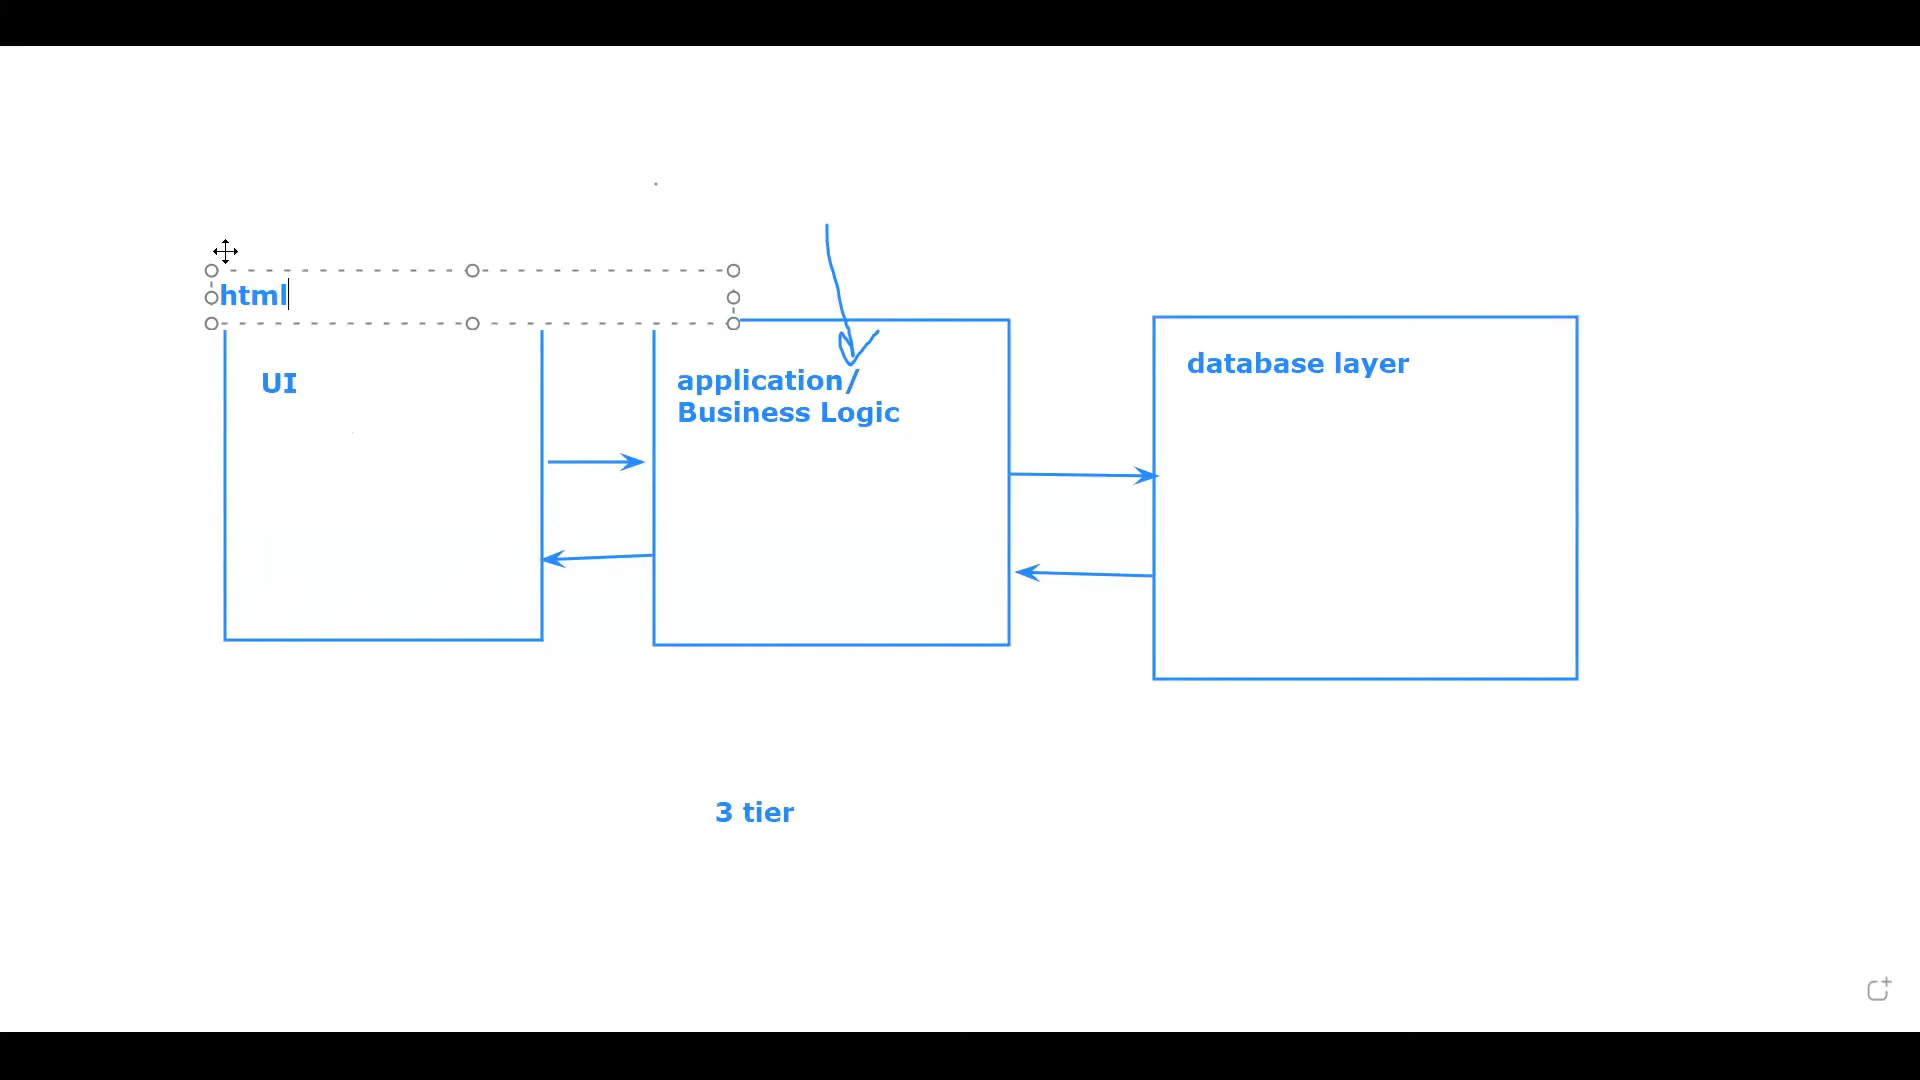 html
UI
application/
Business Logic
database layer
3 tier